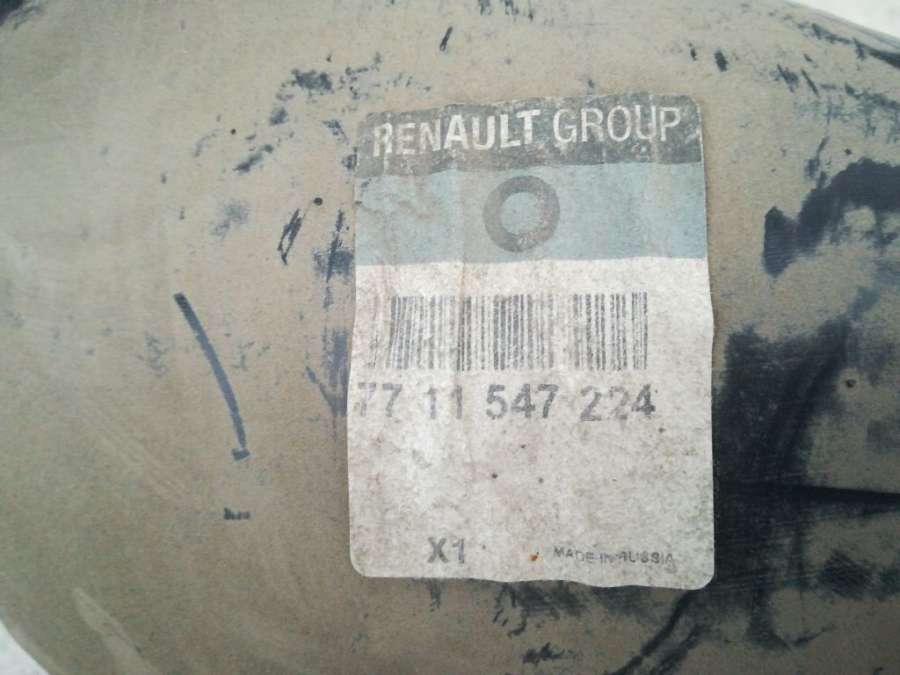 RENAULT GROUP
77 11 547 224
X1
MADE IN RUSSIA